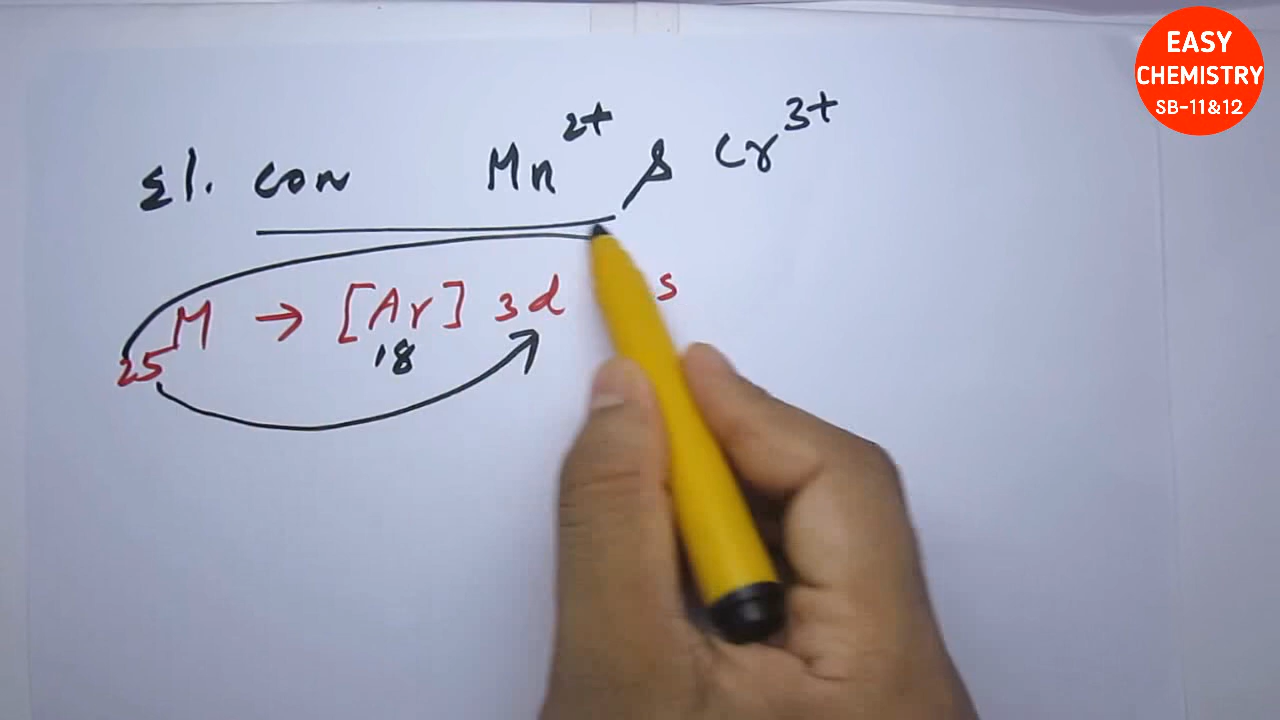 EASY
CHEMISTRY
SB-11&12
El. con Mn²⁺ & Cr³⁺
₂₅M → [Ar] 3d s
18